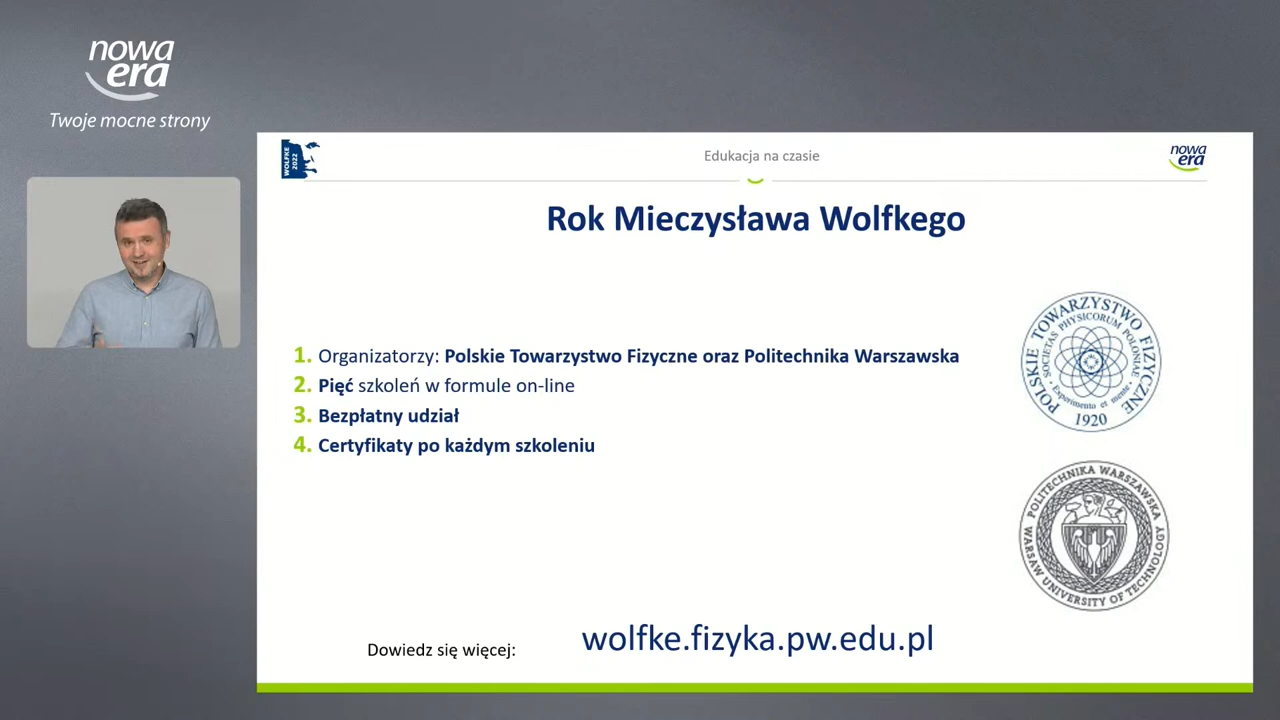 nowa
era
Twoje mocne strony
WOLFKE
2022
Edukacja na czasie
nowa
era
Rok Mieczysława Wolfkego
1. Organizatorzy: Polskie Towarzystwo Fizyczne oraz Politechnika Warszawska
2. Pięć szkoleń w formule on-line
3. Bezpłatny udział
4. Certyfikaty po każdym szkoleniu
POLSKIE TOWARZYSTWO FIZYCZNE
SOCIETAS PHYSICORUM POLONIAE
Experimento et mente
1920
POLITECHNIKA WARSZAWSKA
WARSAW UNIVERSITY OF TECHNOLOGY
Dowiedz się więcej: wolfke.fizyka.pw.edu.pl